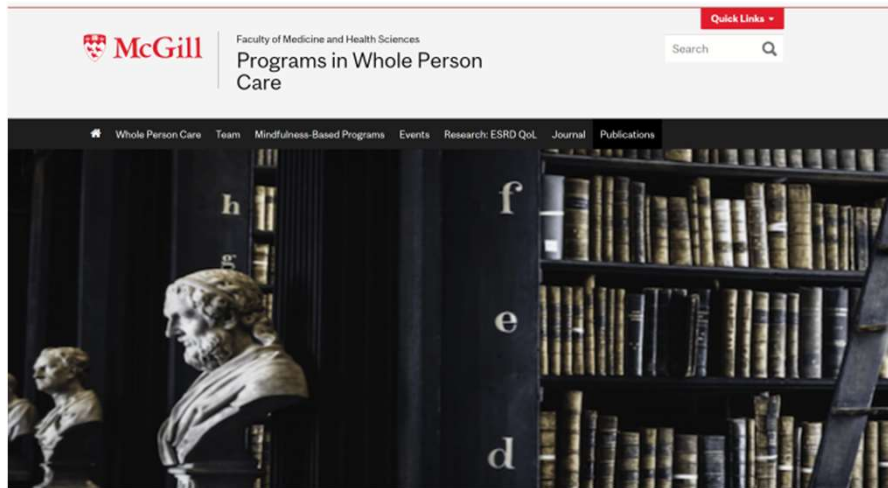 Quick Links
McGill
Faculty of Medicine and Health Sciences
Programs in Whole Person
Care
Search
Whole Person Care Team Mindfulness-Based Programs Events Research: ESRD QoL Journal Publications
h
g
f
e
d